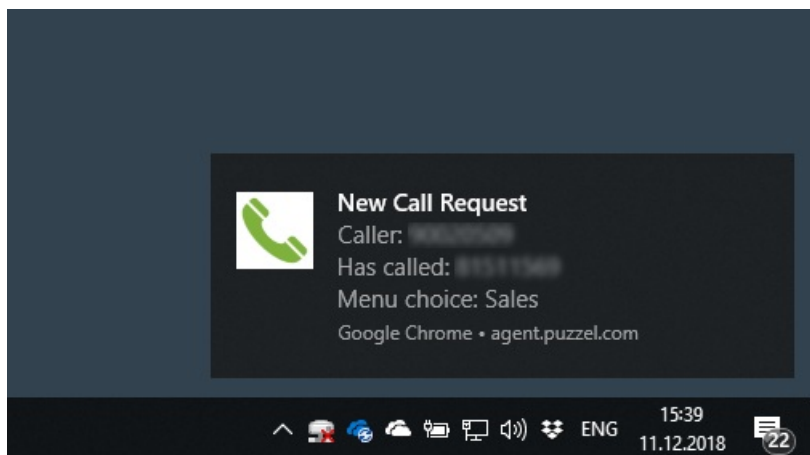 New Call Request
Caller:
Has called:
Menu choice: Sales
Google Chrome • agent.puzzel.com
ENG
15:39
11.12.2018
22